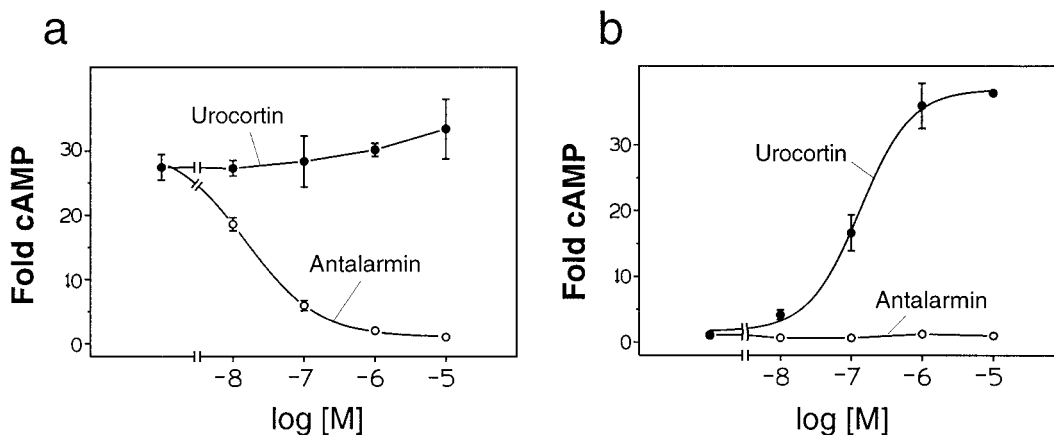 a
Fold cAMP
30
20
10
0
Urocortin
Antalarmin
-8 -7 -6 -5
log [M]
b
Fold cAMP
30
20
10
0
Urocortin
Antalarmin
-8 -7 -6 -5
log [M]